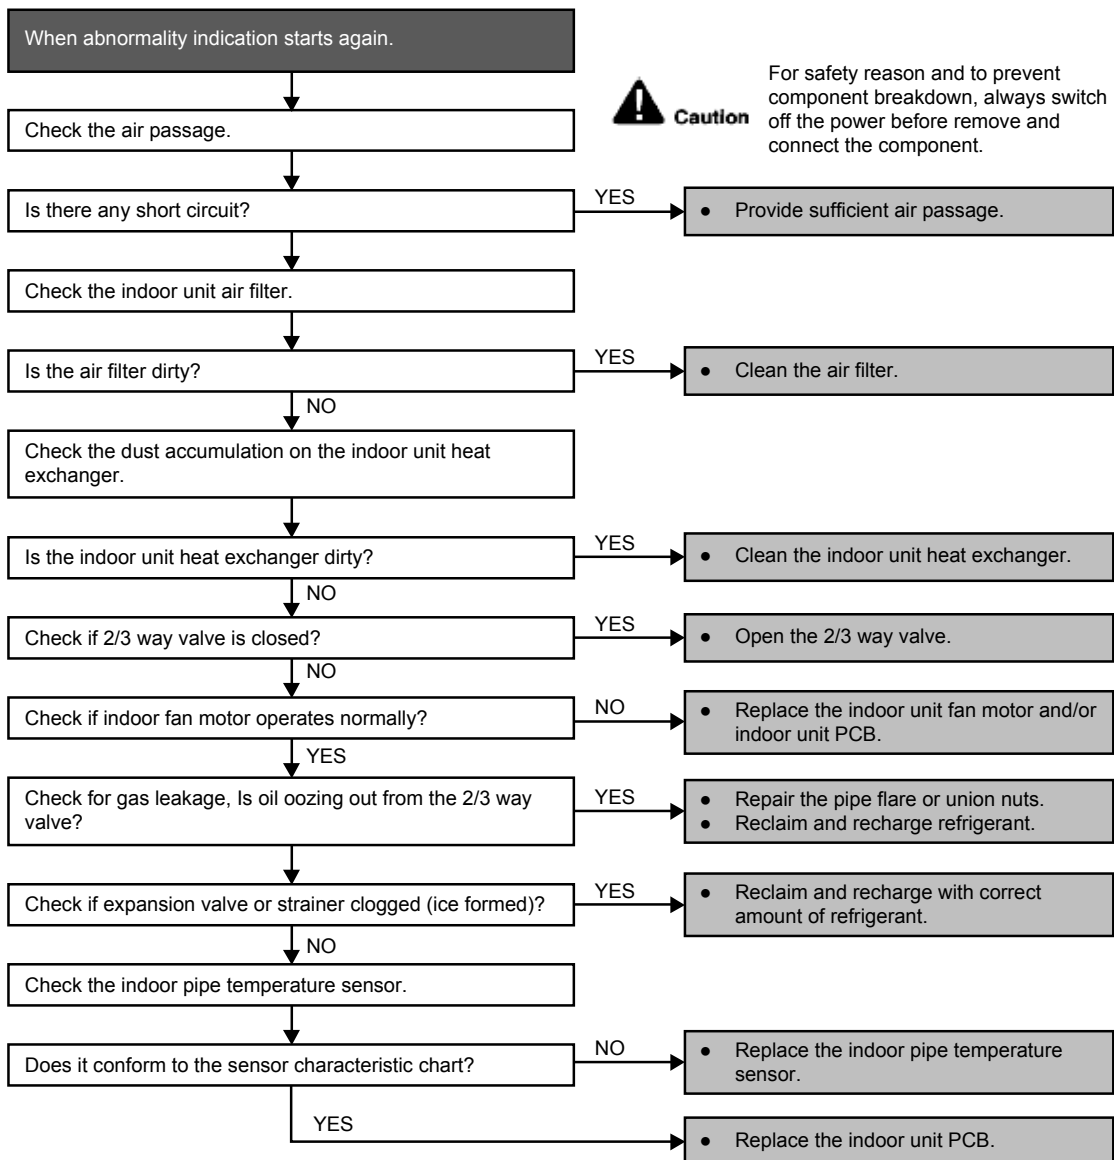 When abnormality indication starts again.
Caution
For safety reason and to prevent
component breakdown, always switch
off the power before remove and
connect the component.
Check the air passage.
Is there any short circuit?
YES
● Provide sufficient air passage.
Check the indoor unit air filter.
Is the air filter dirty?
YES
● Clean the air filter.
NO
Check the dust accumulation on the indoor unit heat
exchanger.
Is the indoor unit heat exchanger dirty?
YES
● Clean the indoor unit heat exchanger.
NO
Check if 2/3 way valve is closed?
YES
● Open the 2/3 way valve.
NO
Check if indoor fan motor operates normally?
NO
● Replace the indoor unit fan motor and/or
indoor unit PCB.
YES
Check for gas leakage, Is oil oozing out from the 2/3 way
valve?
YES
● Repair the pipe flare or union nuts.
● Reclaim and recharge refrigerant.
Check if expansion valve or strainer clogged (ice formed)?
YES
● Reclaim and recharge with correct
amount of refrigerant.
NO
Check the indoor pipe temperature sensor.
Does it conform to the sensor characteristic chart?
NO
● Replace the indoor pipe temperature
sensor.
YES
● Replace the indoor unit PCB.